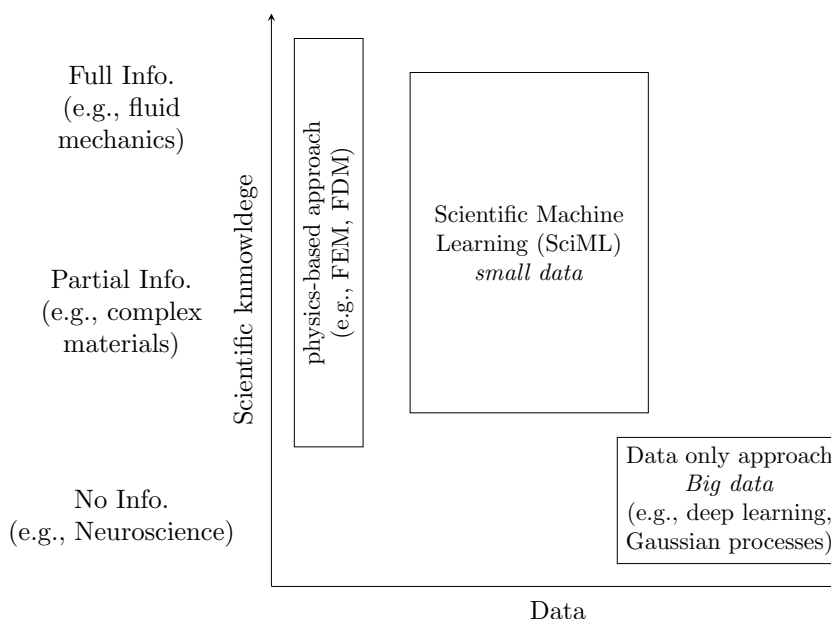 Full Info.
(e.g., fluid
mechanics)
Partial Info.
(e.g., complex
materials)
No Info.
(e.g., Neuroscience)
Scientific knmowldege
physics-based approach
(e.g., FEM, FDM)
Scientific Machine
Learning (SciML)
small data
Data only approach
Big data
(e.g., deep learning,
Gaussian processes)
Data